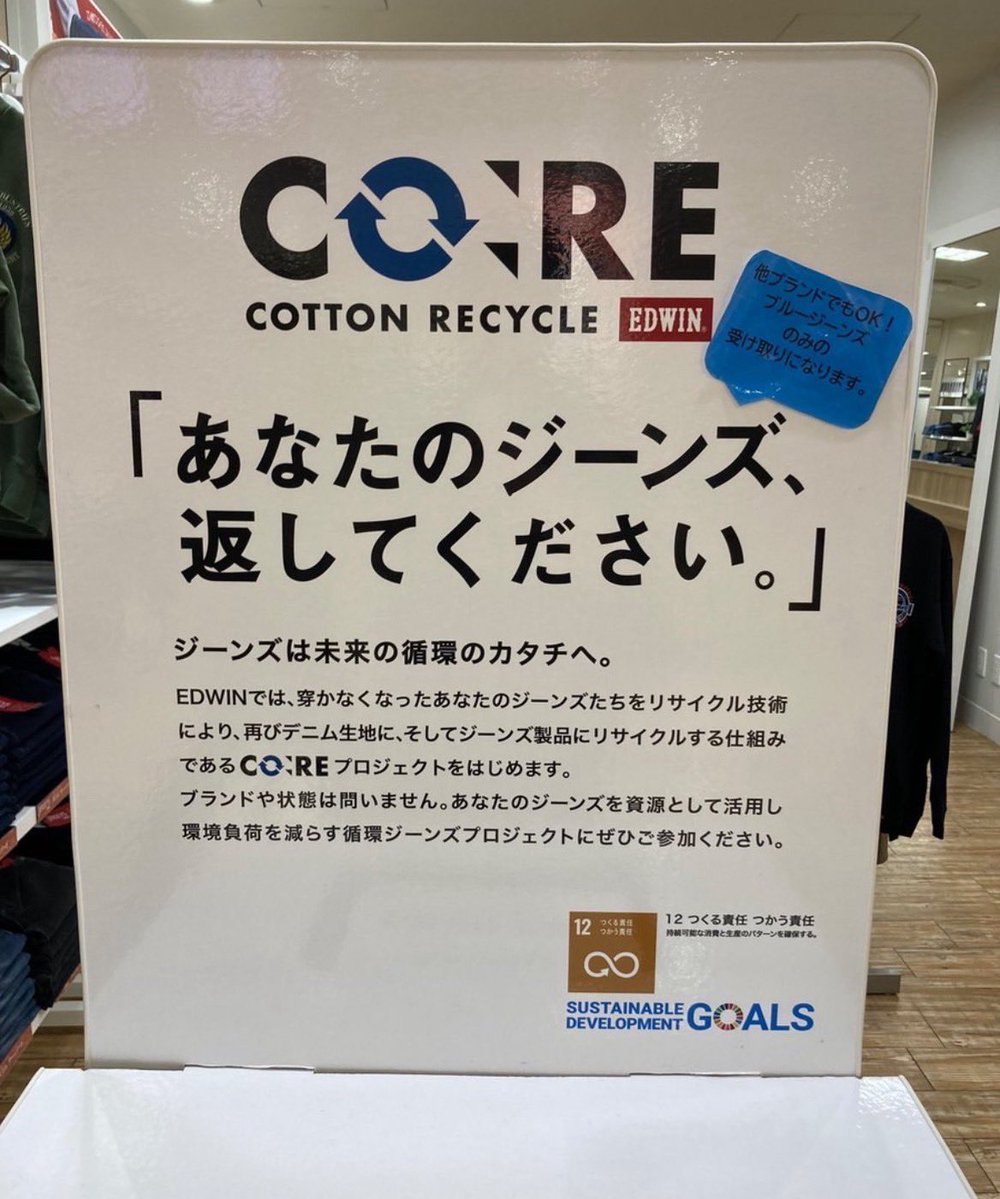 CO:RE
COTTON RECYCLE EDWIN
他ブランドでもOK！
ブルージーンズ
のみの
受け取りになります。
「あなたのジーンズ、
返してください。」
ジーンズは未来の循環のカタチへ。
EDWINでは、穿かなくなったあなたのジーンズたちをリサイクル技術
により、再びデニム生地に、そしてジーンズ製品にリサイクルする仕組み
であるCO:REプロジェクトをはじめます。
ブランドや状態は問いません。あなたのジーンズを資源として活用し
環境負荷を減らす循環ジーンズプロジェクトにぜひご参加ください。
12 つくる責任
つかう責任
12 つくる責任 つかう責任
持続可能な消費と生産のパターンを確保する。
SUSTAINABLE
DEVELOPMENT GOALS